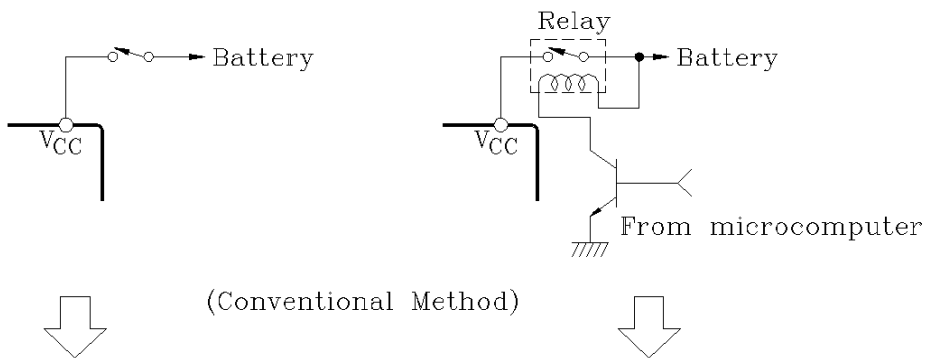 Relay
Battery
Battery
VCC
VCC
From microcomputer
(Conventional Method)